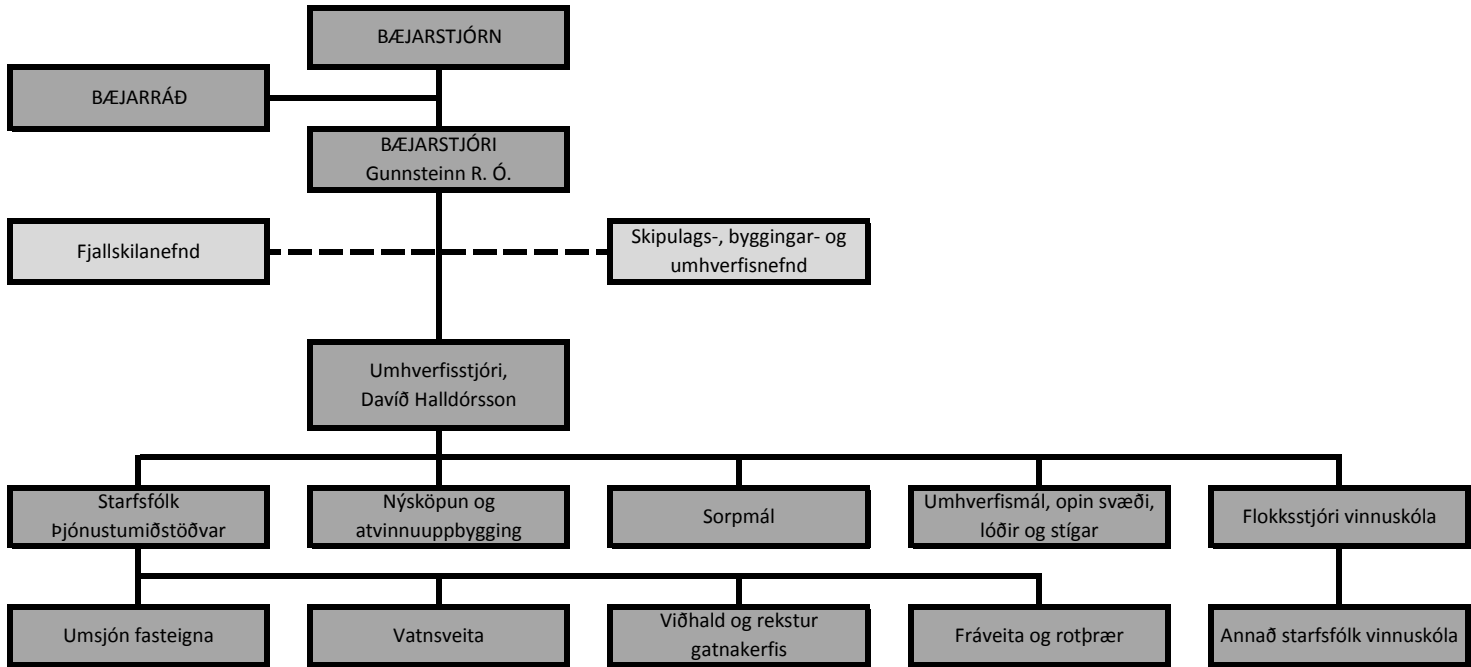 BÆJARSTJÓRN
BÆJARRÁÐ
BÆJARSTJÓRI
Gunnsteinn R. Ó.
Fjallskilanefnd
Skipulags-, byggingar- og
umhverfisnefnd
Umhverfisstjóri,
Davíð Halldórsson
Starfsfólk
Þjónustumiðstöðvar
Nýsköpun og
atvinnuuppbygging
Sorpmál
Umhverfismál, opin svæði,
lóðir og stígar
Flokksstjóri vinnuskóla
Umsjón fasteigna
Vatnsveita
Viðhald og rekstur
gatnakerfis
Fráveita og rotþrær
Annað starfsfólk vinnuskóla